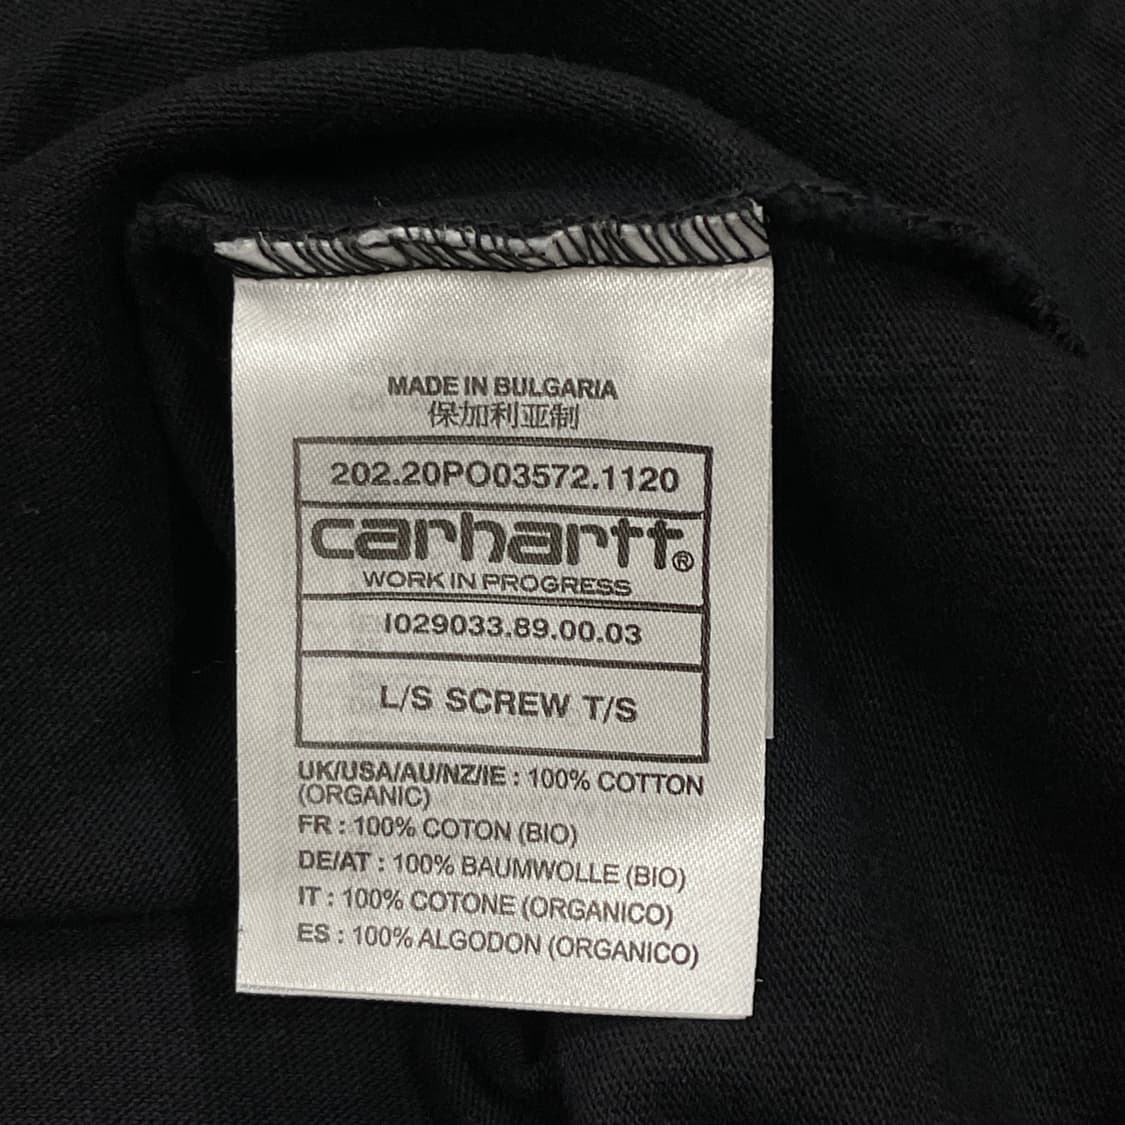 MADE IN BULGARIA
保加利亚制
202.20PO03572.1120
carhartt®
WORK IN PROGRESS
I029033.89.00.03
L/S SCREW T/S
UK/USA/AU/NZ/IE : 100% COTTON
(ORGANIC)
FR : 100% COTON (BIO)
DE/AT : 100% BAUMWOLLE (BIO)
IT : 100% COTONE (ORGANICO)
ES : 100% ALGODON (ORGANICO)